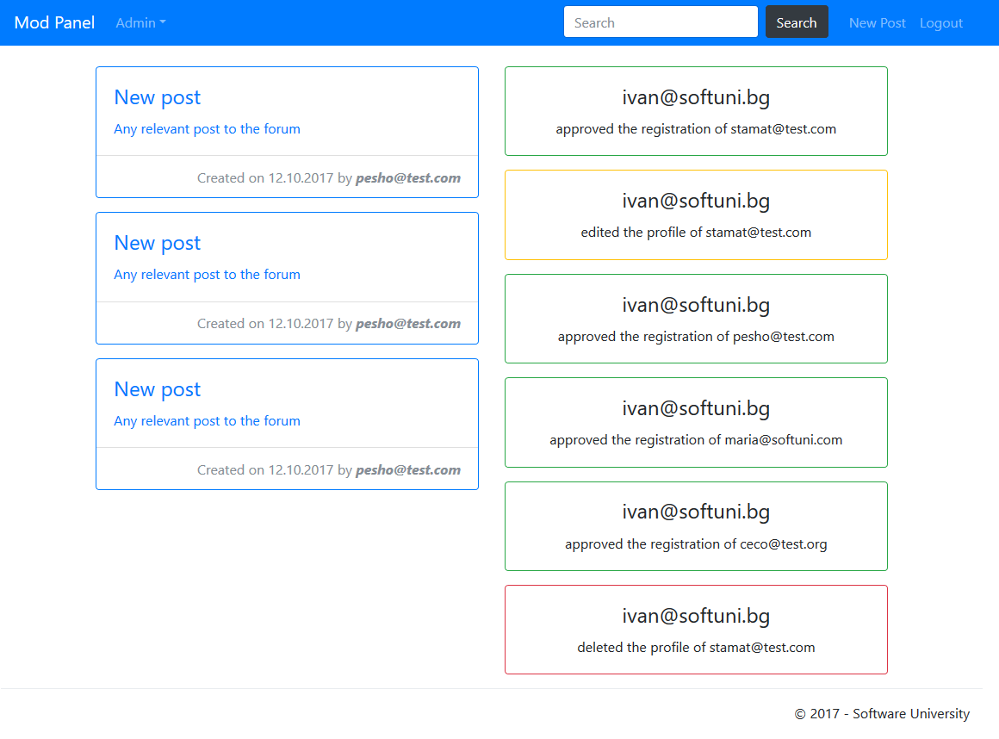 Mod Panel Admin Search Search New Post Logout
New post
Any relevant post to the forum
Created on 12.10.2017 by pesho@test.com
New post
Any relevant post to the forum
Created on 12.10.2017 by pesho@test.com
New post
Any relevant post to the forum
Created on 12.10.2017 by pesho@test.com
ivan@softuni.bg
approved the registration of stamat@test.com
ivan@softuni.bg
edited the profile of stamat@test.com
ivan@softuni.bg
approved the registration of pesho@test.com
ivan@softuni.bg
approved the registration of maria@softuni.com
ivan@softuni.bg
approved the registration of ceco@test.org
ivan@softuni.bg
deleted the profile of stamat@test.com
© 2017 - Software University